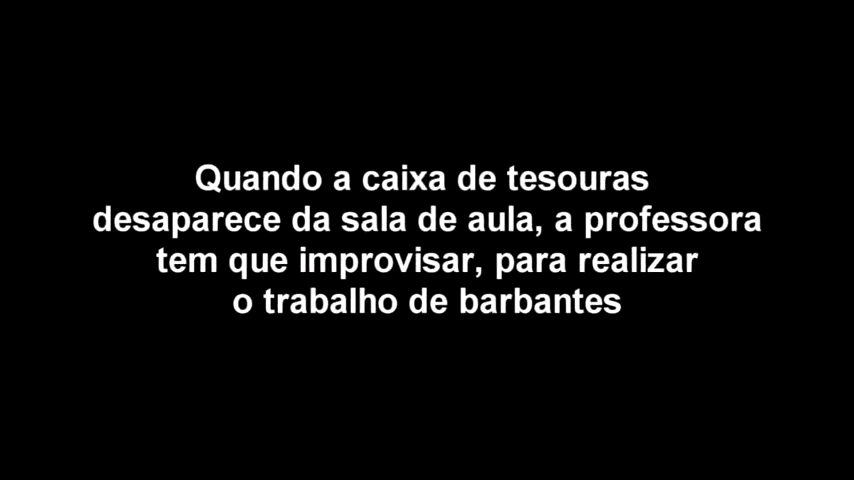 Quando a caixa de tesouras
desaparece da sala de aula, a professora
tem que improvisar, para realizar
o trabalho de barbantes